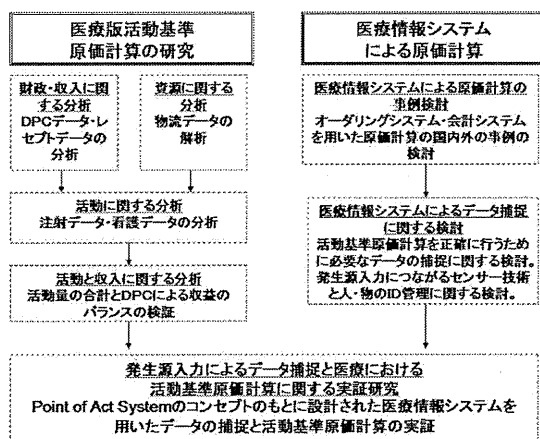 医療版活動基準
原価計算の研究
財政・収入に関
する分析
DPCデータ・レ
セプトデータの
分析
資源に関する
分析
物流データの
解析
活動に関する分析
注射データ・看護データの分析
活動と収入に関する分析
活動量の合計とDPCによる収益の
バランスの検証
医療情報システム
による原価計算
医療情報システムによる原価計算の
事例検討
オーダリングシステム・会計システム
を用いた原価計算の国内外の事例の
検討
医療情報システムによるデータ捕捉
に関する検討
活動基準原価計算を正確に行うため
に必要なデータの捕捉に関する検討。
発生源入力につながるセンサー技術
と人・物のID管理に関する検討。
発生源入力によるデータ捕捉と医療における
活動基準原価計算に関する実証研究
Point of Act Systemのコンセプトのもとに設計された医療情報システムを
用いたデータの捕捉と活動基準原価計算の実証